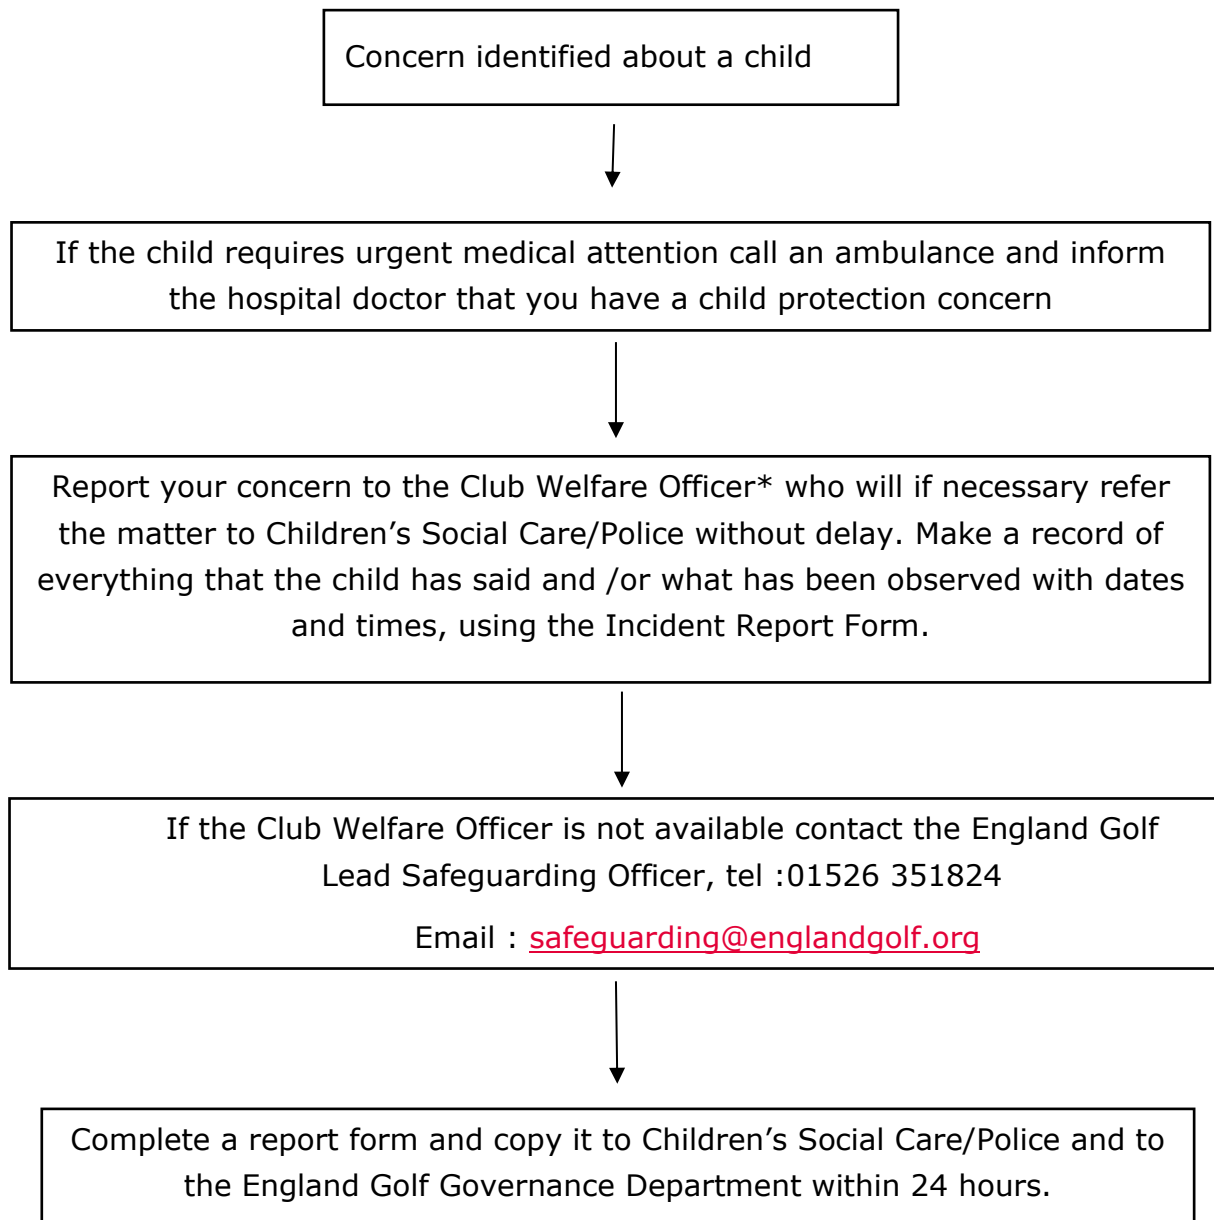 Concern identified about a child
If the child requires urgent medical attention call an ambulance and inform
the hospital doctor that you have a child protection concern
Report your concern to the Club Welfare Officer* who will if necessary refer
the matter to Children’s Social Care/Police without delay. Make a record of
everything that the child has said and /or what has been observed with dates
and times, using the Incident Report Form.
If the Club Welfare Officer is not available contact the England Golf
Lead Safeguarding Officer, tel :01526 351824
Email : safeguarding@englandgolf.org
Complete a report form and copy it to Children’s Social Care/Police and to
the England Golf Governance Department within 24 hours.